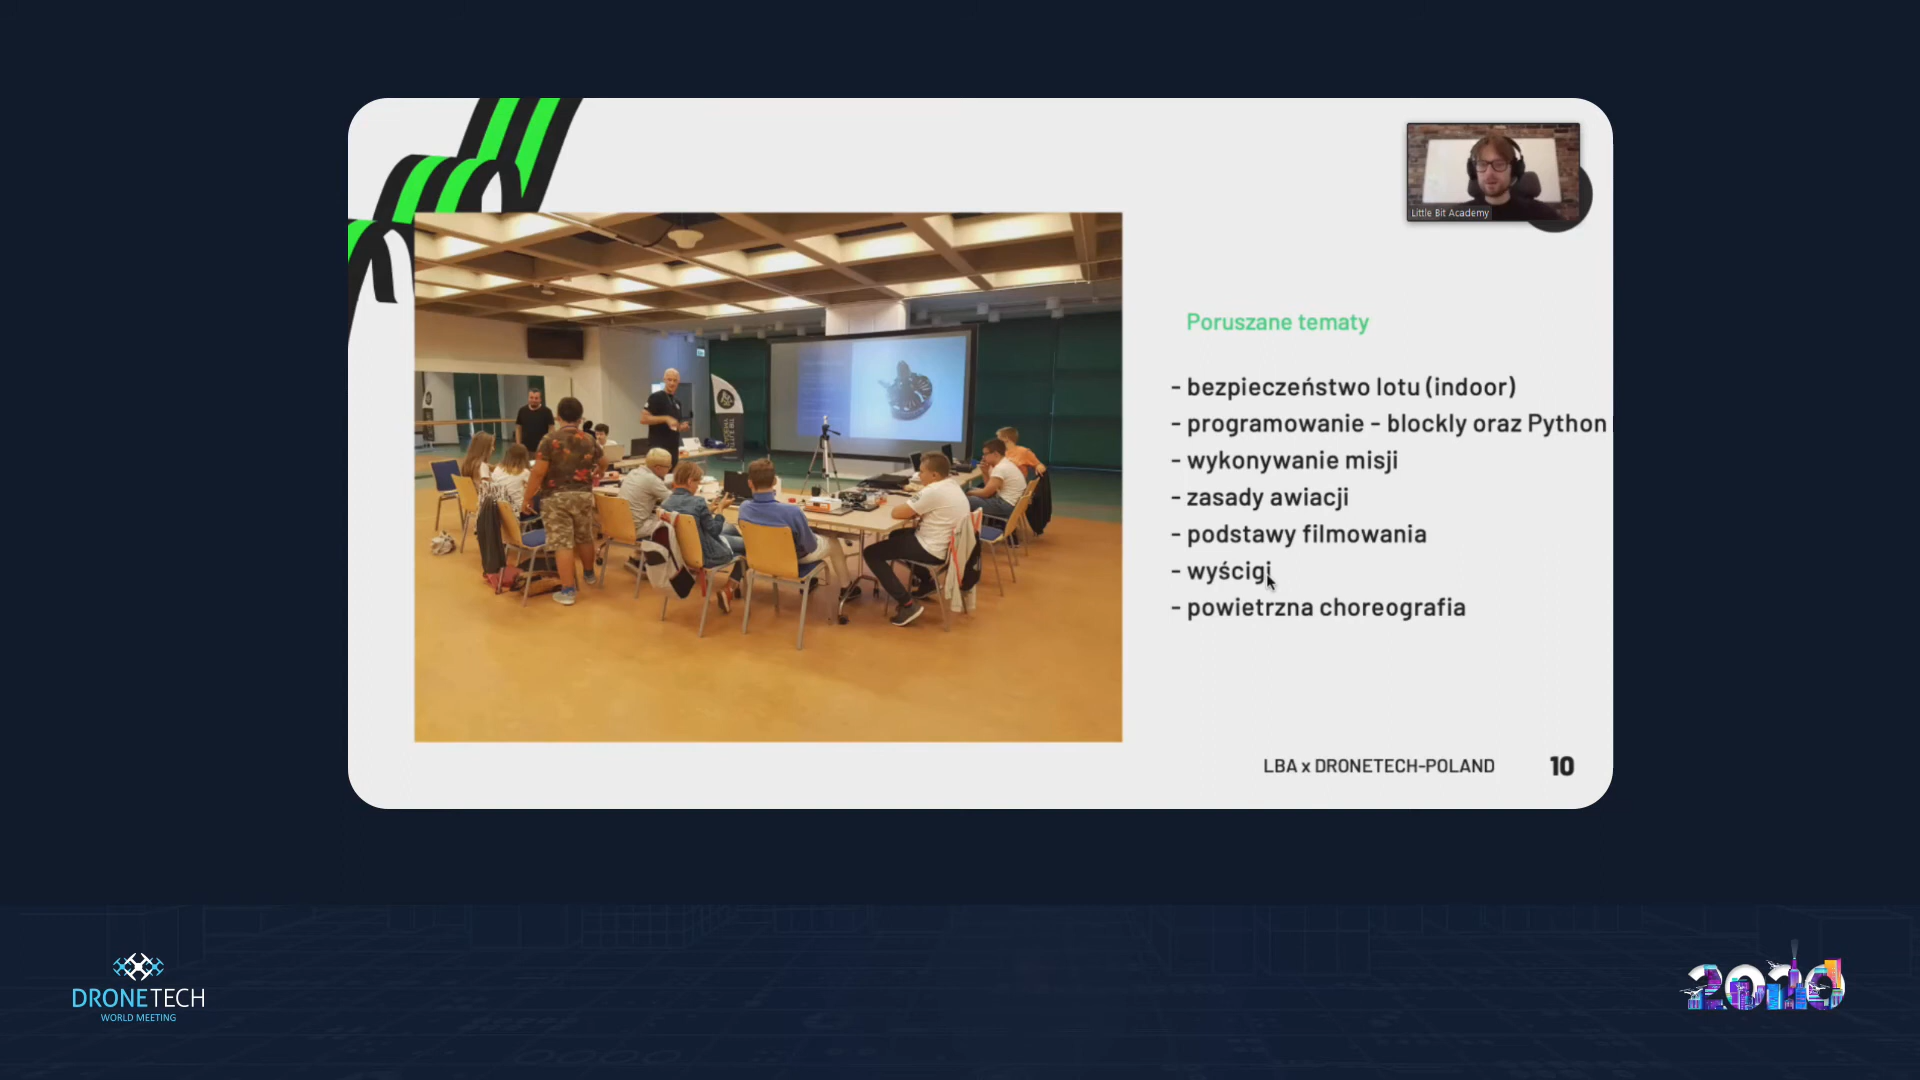 Little Bit Academy
Poruszane tematy
- bezpieczeństwo lotu (indoor)
- programowanie - blockly oraz Python
- wykonywanie misji
- zasady awiacji
- podstawy filmowania
- wyścigi
- powietrzna choreografia
LBA x DRONETECH-POLAND
10
DRONETECH
WORLD MEETING
2020